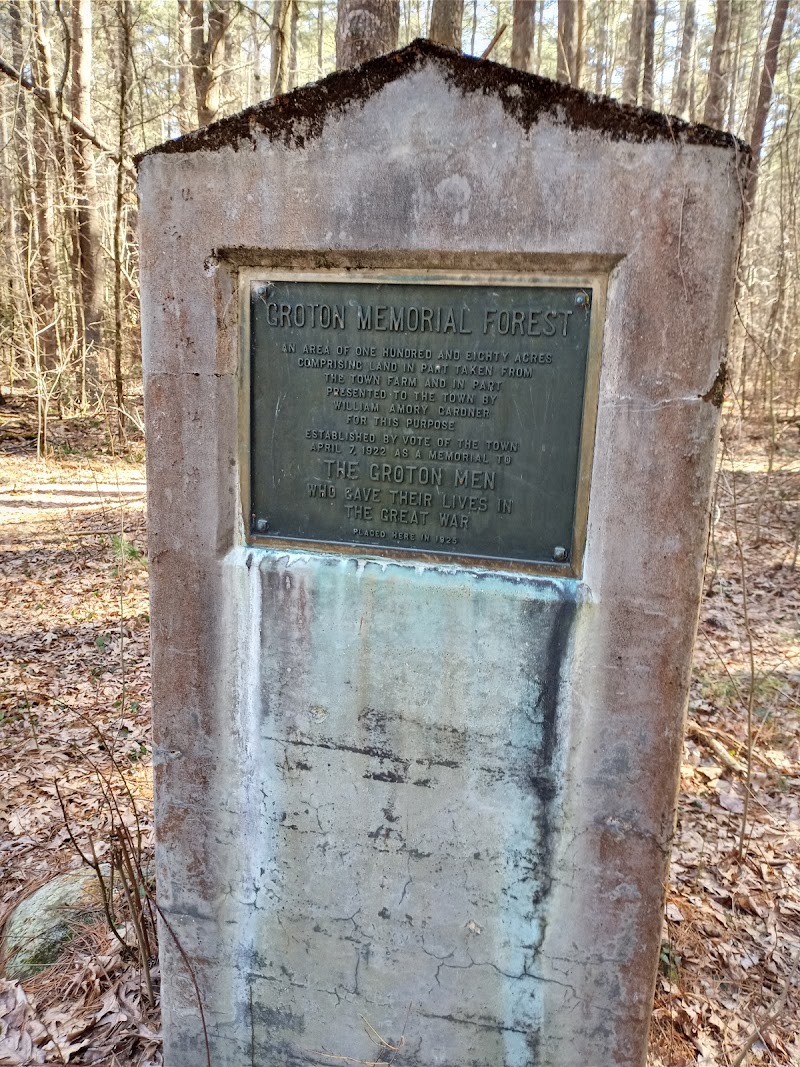 GROTON MEMORIAL FOREST
AN AREA OF ONE HUNDRED AND EIGHTY ACRES
COMPRISING LAND IN PART TAKEN FROM
THE TOWN FARM AND IN PART
PRESENTED TO THE TOWN BY
WILLIAM AMORY GARDNER
FOR THIS PURPOSE
ESTABLISHED BY VOTE OF THE TOWN
APRIL 7, 1922 AS A MEMORIAL TO
THE GROTON MEN
WHO GAVE THEIR LIVES IN
THE GREAT WAR
PLACED HERE IN 1925